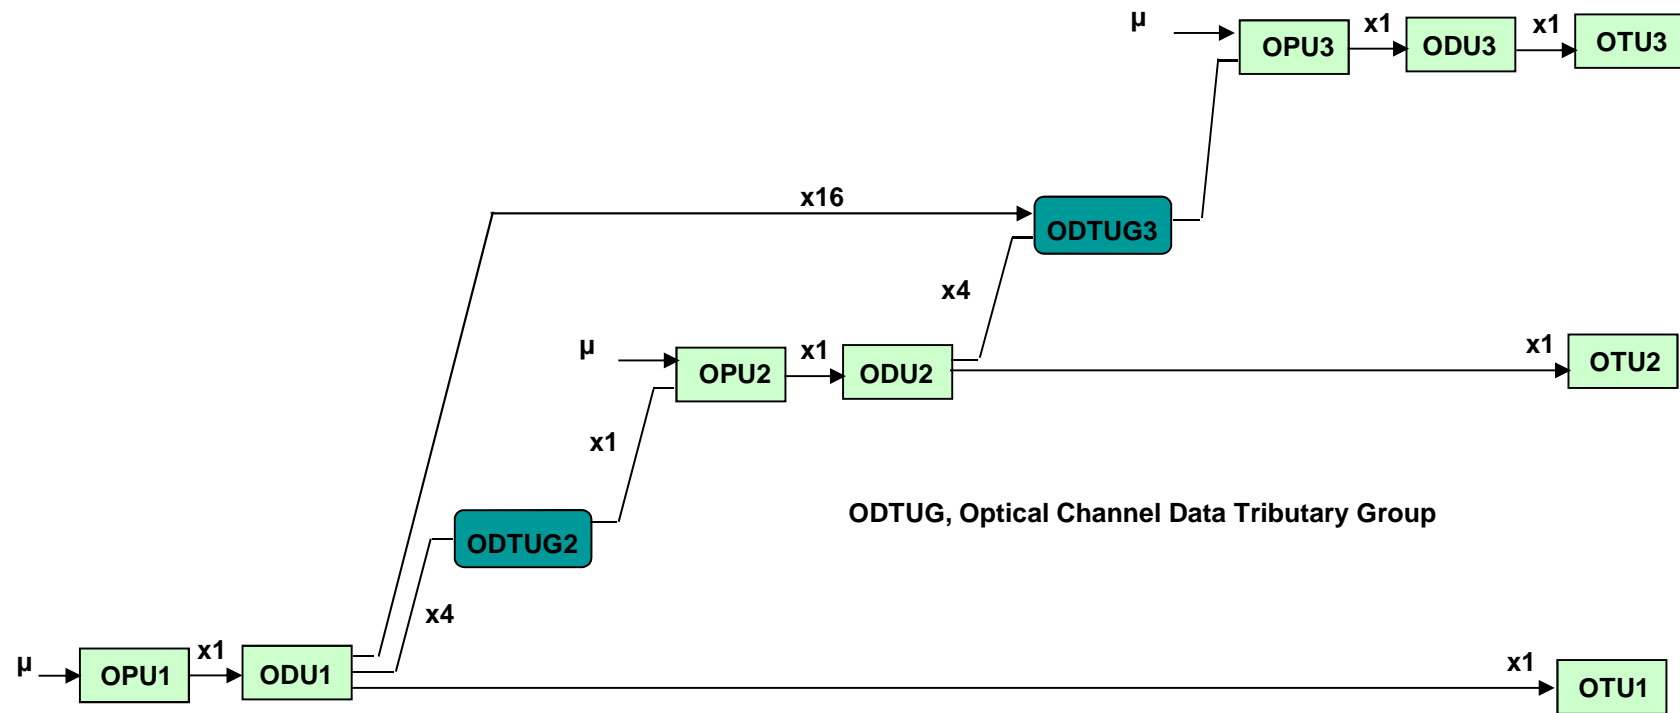 µ
OPU3
x1
ODU3
x1
OTU3
x16
ODTUG3
x4
µ
OPU2
x1
ODU2
x1
OTU2
x1
ODTUG, Optical Channel Data Tributary Group
ODTUG2
x4
µ
OPU1
x1
ODU1
x1
OTU1